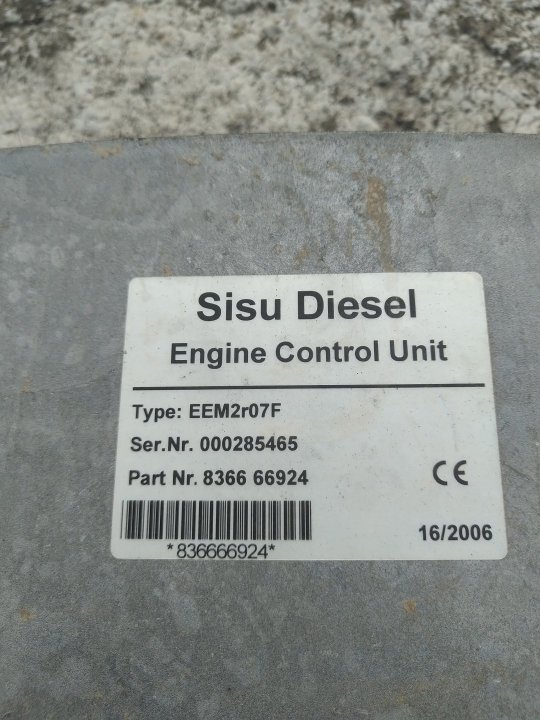 Sisu Diesel
Engine Control Unit
Type: EEM2r07F
Ser.Nr. 000285465
Part Nr. 8366 66924
CE
16/2006
*836666924*